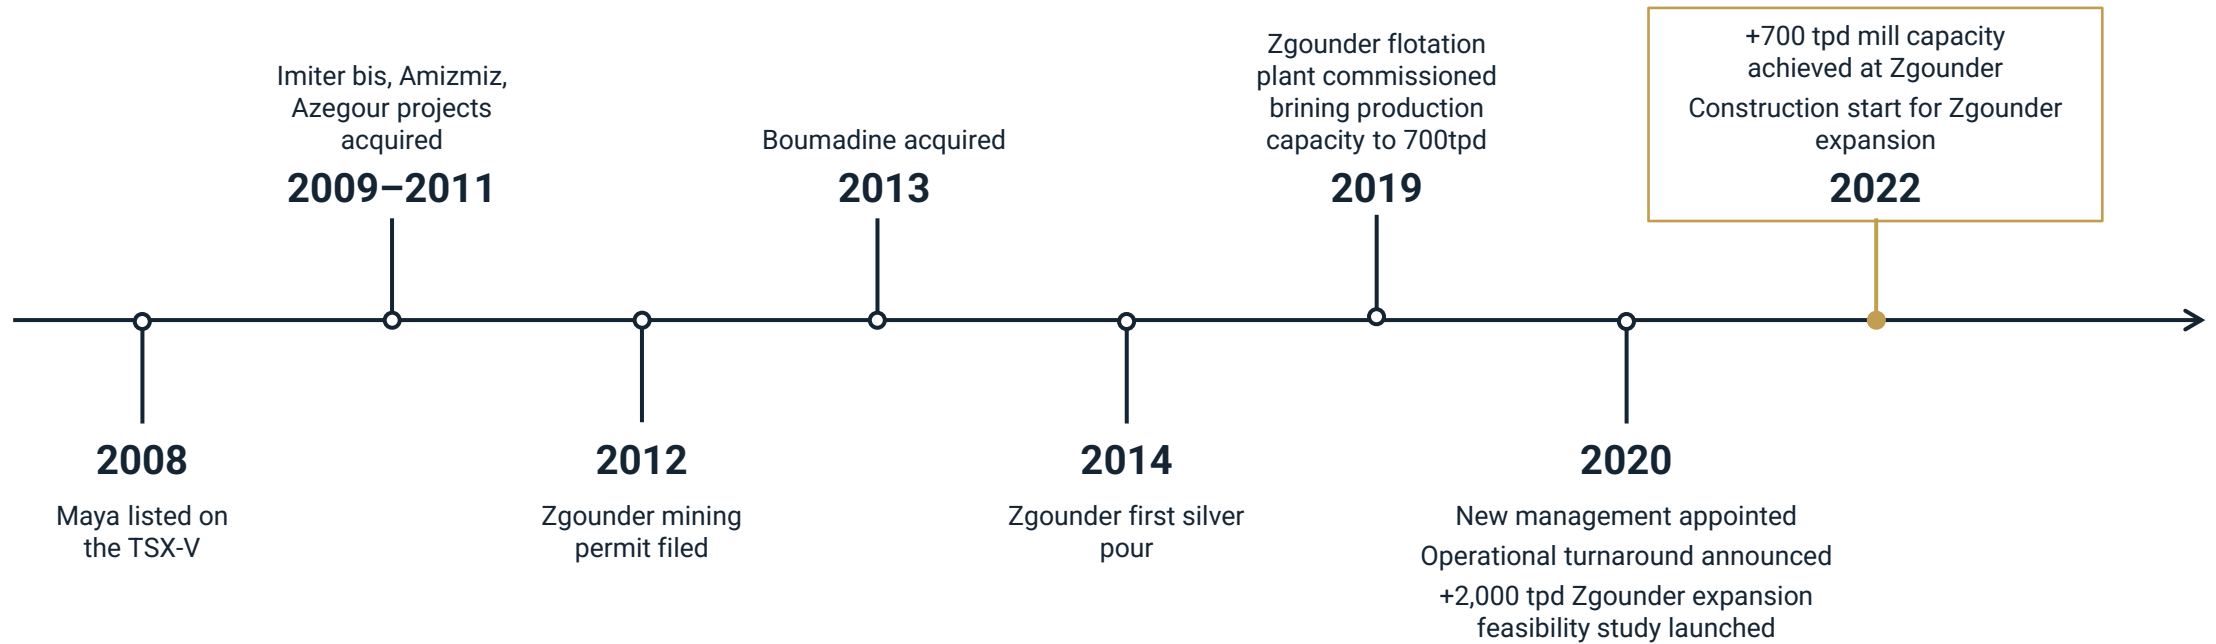 Maya listed on
the TSX-V
2008
Imiter bis, Amizmiz,
Azegour projects
acquired
2009–2011
2012
Zgounder mining
permit filed
Boumadine acquired
2013
2014
Zgounder first silver
pour
Zgounder flotation
plant commissioned
brining production
capacity to 700tpd
2019
2020
New management appointed
Operational turnaround announced
+2,000 tpd Zgounder expansion
feasibility study launched
+700 tpd mill capacity
achieved at Zgounder
Construction start for Zgounder
expansion
2022